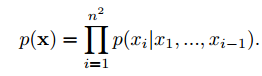 p(𝐱) = ∏_{i=1}^{n^2} p(x_i|x_1, ..., x_{i-1}).